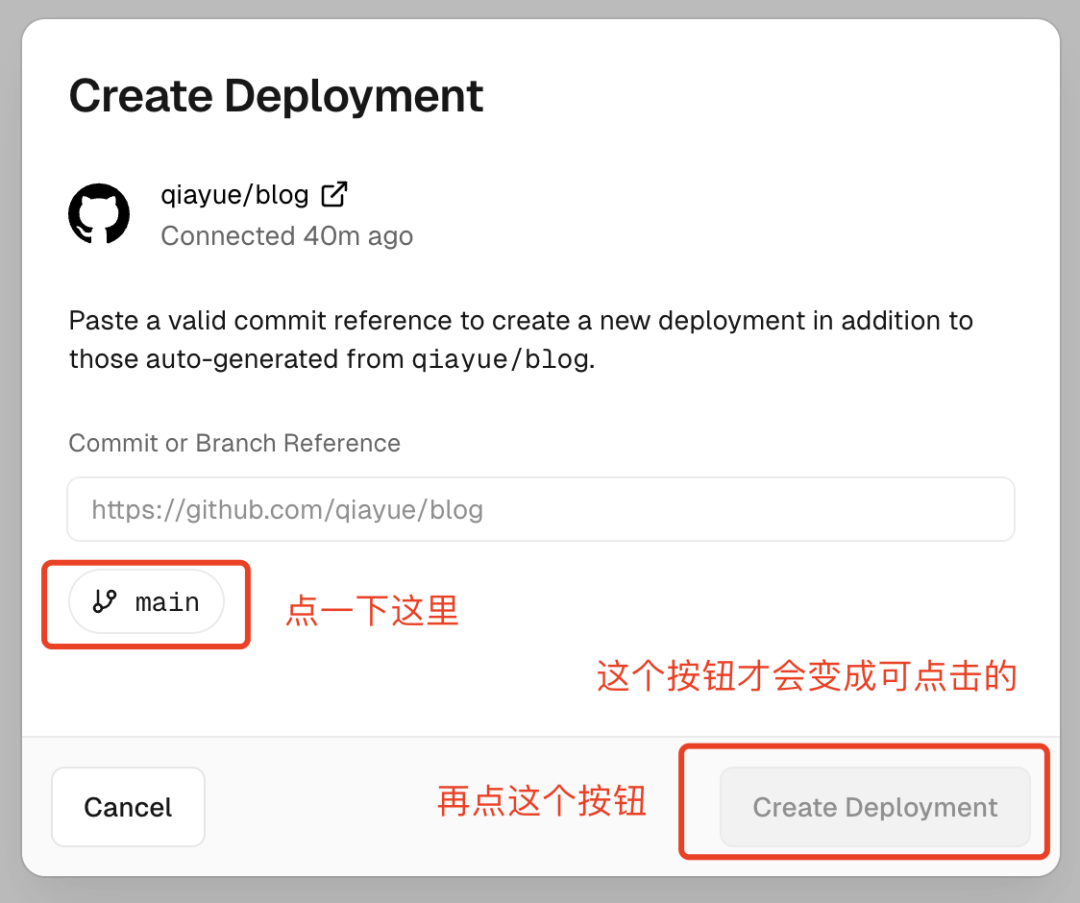 Create Deployment
qiayue/blog
Connected 40m ago
Paste a valid commit reference to create a new deployment in addition to
those auto-generated from qiayue/blog.
Commit or Branch Reference
https://github.com/qiayue/blog
main
点一下这里
这个按钮才会变成可点击的
Cancel
再点这个按钮
Create Deployment